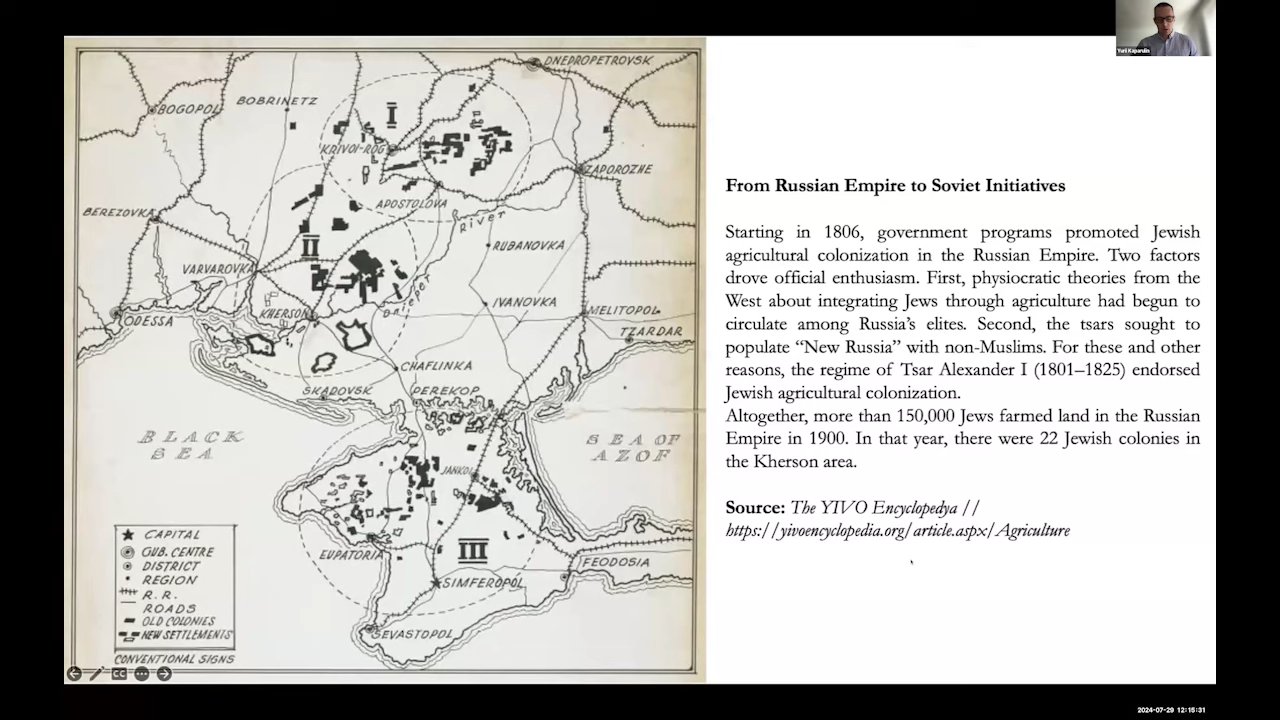 Yurii Kaparulin
DNEPROPETROVSK
BOGOPOL
BOBRINETZ
I
KRIVOI-ROG
ZAPOROZHE
APOSTOLOVA
BEREZOVKA
River
II
RUBANOVKA
VARVAROVKA
Dnieper
IVANOVKA
KHERSON
MELITOPOL
ODESSA
TZARDAR
CHAFLINKA
SKADOVSK
PEREKOP
BLACK
SEA
SEA OF
AZOF
JANKOI
III
EUPATORIA
FEODOSIA
SIMFEROPOL
SEVASTOPOL
CAPITAL
GUB. CENTRE
DISTRICT
REGION
R. R.
ROADS
OLD COLONIES
NEW SETTLEMENTS
CONVENTIONAL SIGNS
From Russian Empire to Soviet Initiatives
Starting in 1806, government programs promoted Jewish
agricultural colonization in the Russian Empire. Two factors
drove official enthusiasm. First, physiocratic theories from the
West about integrating Jews through agriculture had begun to
circulate among Russia's elites. Second, the tsars sought to
populate “New Russia” with non-Muslims. For these and other
reasons, the regime of Tsar Alexander I (1801–1825) endorsed
Jewish agricultural colonization.
Altogether, more than 150,000 Jews farmed land in the Russian
Empire in 1900. In that year, there were 22 Jewish colonies in
the Kherson area.
Source: The YIVO Encyclopedya //
https://yivoencyclopedia.org/article.aspx/Agriculture
CC
2024-07-29 12:15:31